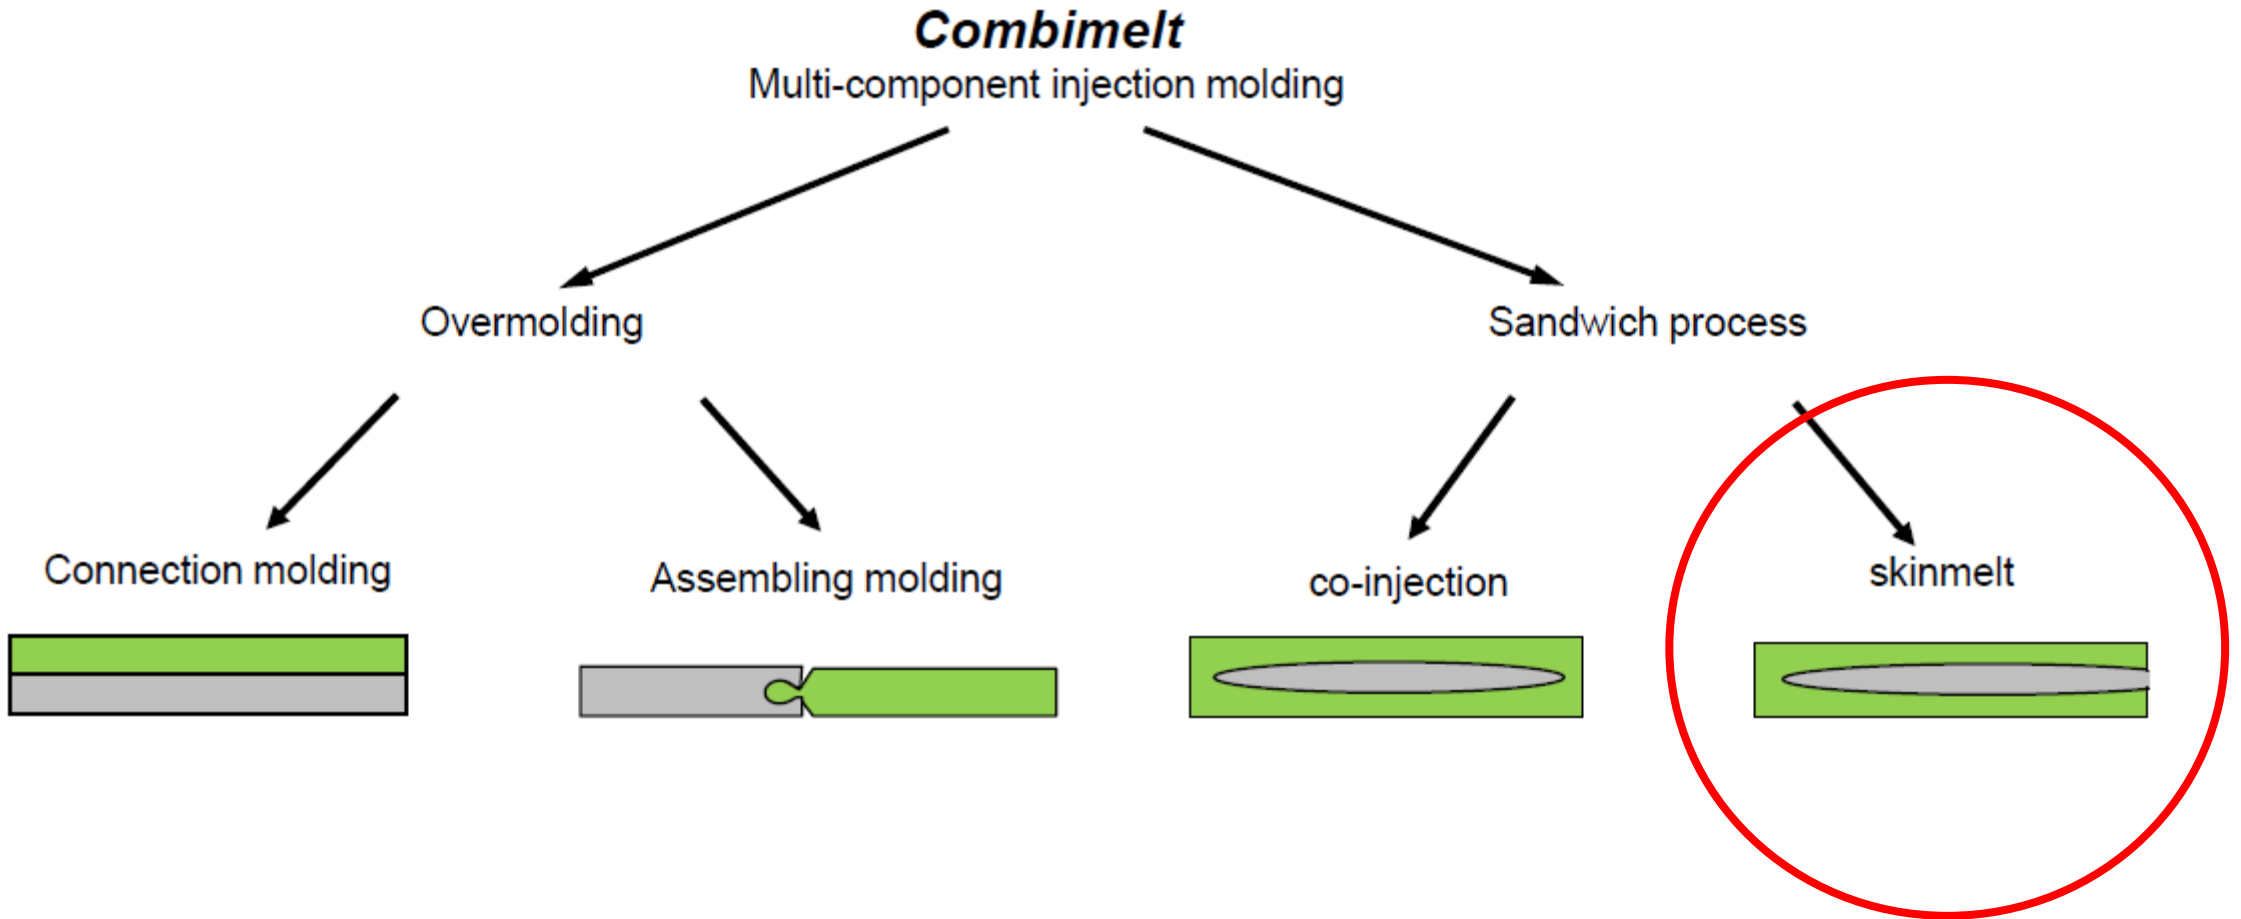 Combimelt
Multi-component injection molding
Overmolding
Sandwich process
Connection molding
Assembling molding
co-injection
skinmelt